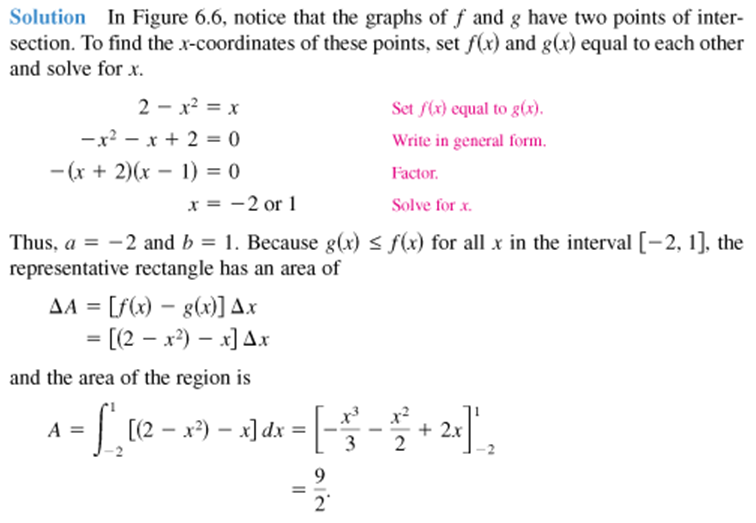 Solution In Figure 6.6, notice that the graphs of f and g have two points of inter-
section. To find the x-coordinates of these points, set f(x) and g(x) equal to each other
and solve for x.
2 − x² = x Set f(x) equal to g(x).
−x² − x + 2 = 0 Write in general form.
−(x + 2)(x − 1) = 0 Factor.
x = −2 or 1 Solve for x.
Thus, a = −2 and b = 1. Because g(x) ≤ f(x) for all x in the interval [−2, 1], the
representative rectangle has an area of
ΔA = [f(x) − g(x)] Δx
= [(2 − x²) − x] Δx
and the area of the region is
A = ∫₋₂¹ [(2 − x²) − x] dx = [−x³/3 − x²/2 + 2x]₋₂¹
= 9/2.